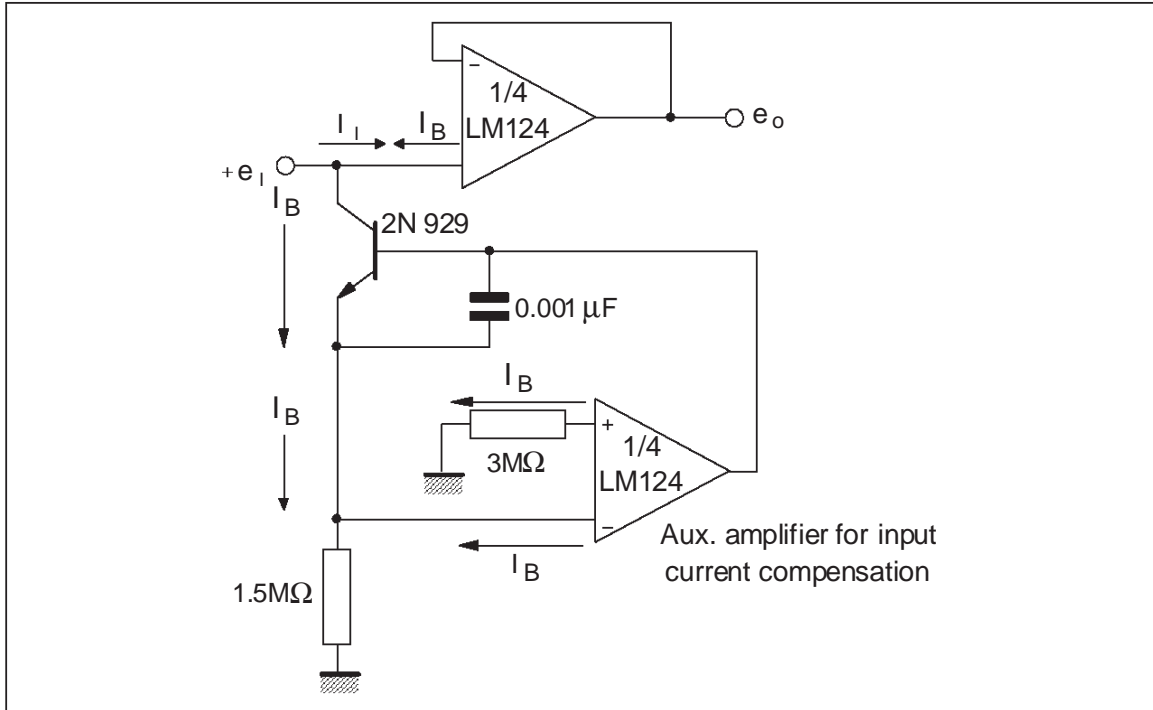 −
1/4
LM124
e o
I I
I B
+e I
I B
2N 929
0.001 µF
I B
I B
+
3MΩ
1/4
LM124
−
I B
Aux. amplifier for input
current compensation
1.5MΩ